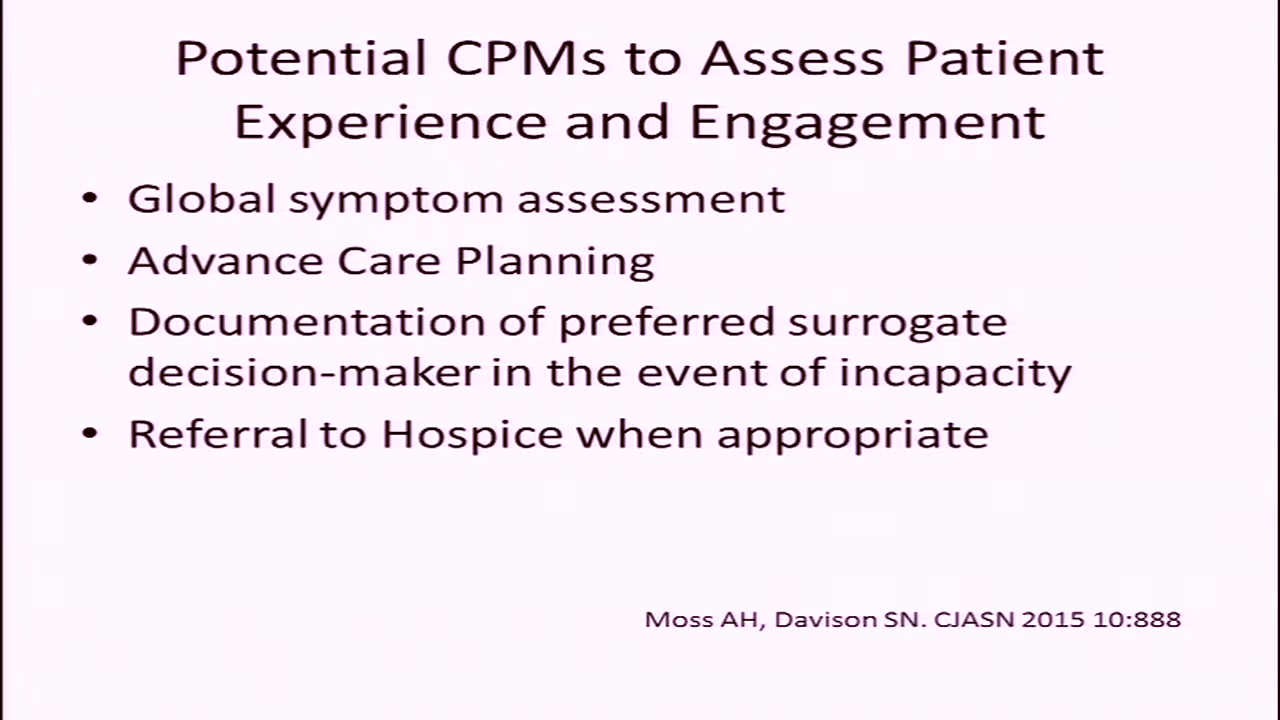 Potential CPMs to Assess Patient
Experience and Engagement
• Global symptom assessment
• Advance Care Planning
• Documentation of preferred surrogate
decision-maker in the event of incapacity
• Referral to Hospice when appropriate
Moss AH, Davison SN. CJASN 2015 10:888